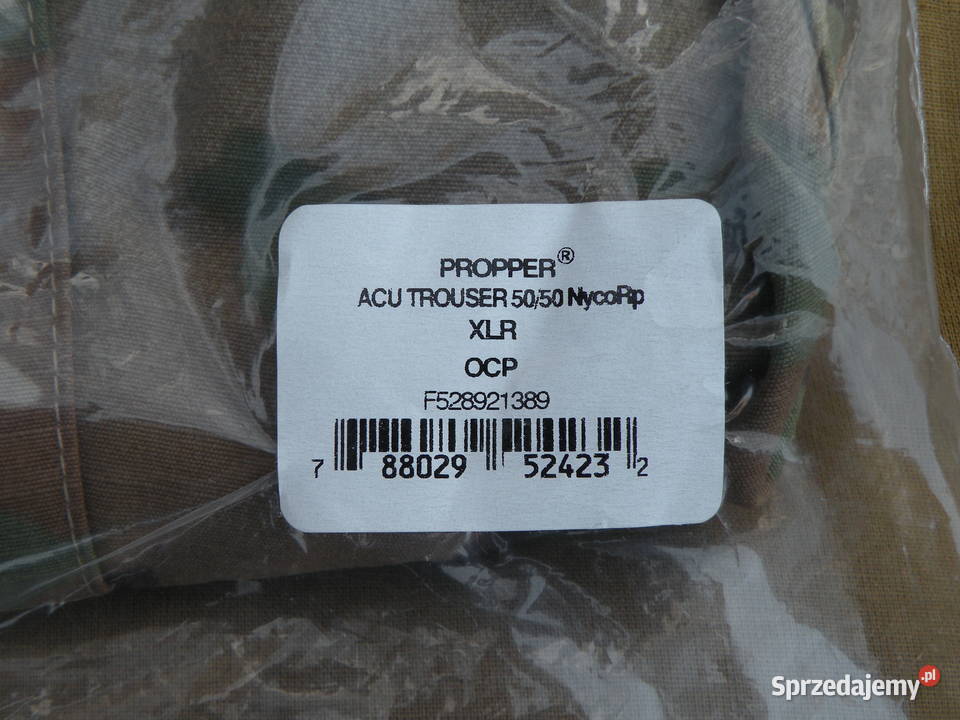 PROPPER®
ACU TROUSER 50/50 NycoRp
XLR
OCP
F528921389
7 88029 52423 2
Sprzedajemy.pl